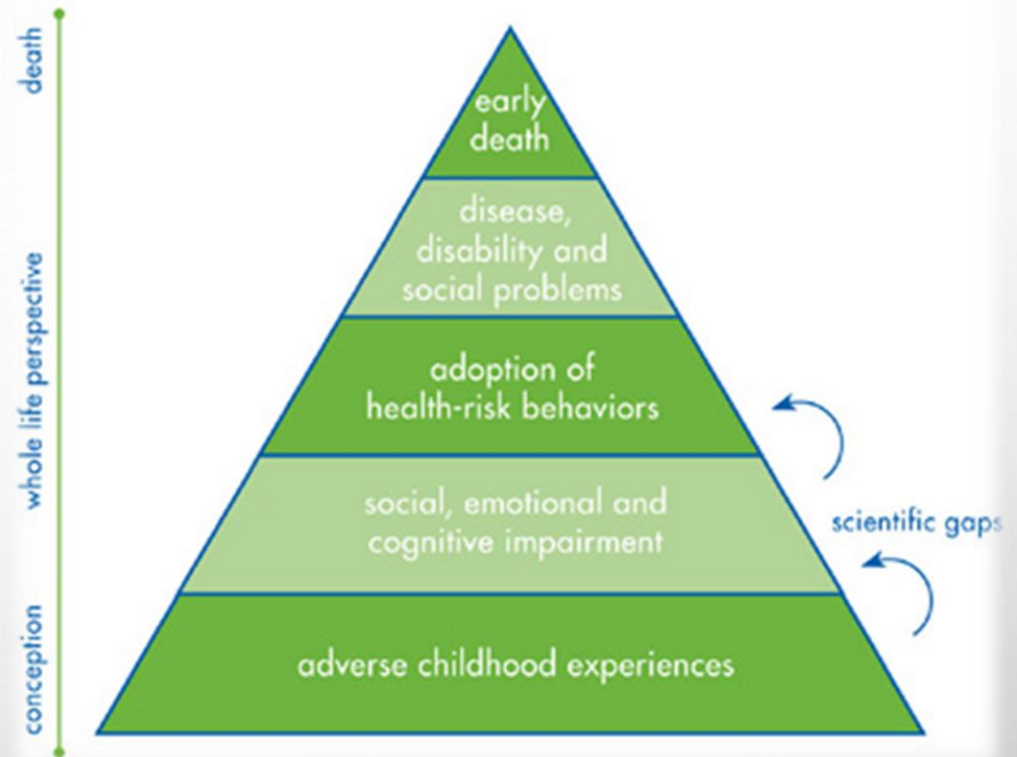 death
whole life perspective
conception
early
death
disease,
disability and
social problems
adoption of
health-risk behaviors
social, emotional and
cognitive impairment
scientific gaps
adverse childhood experiences